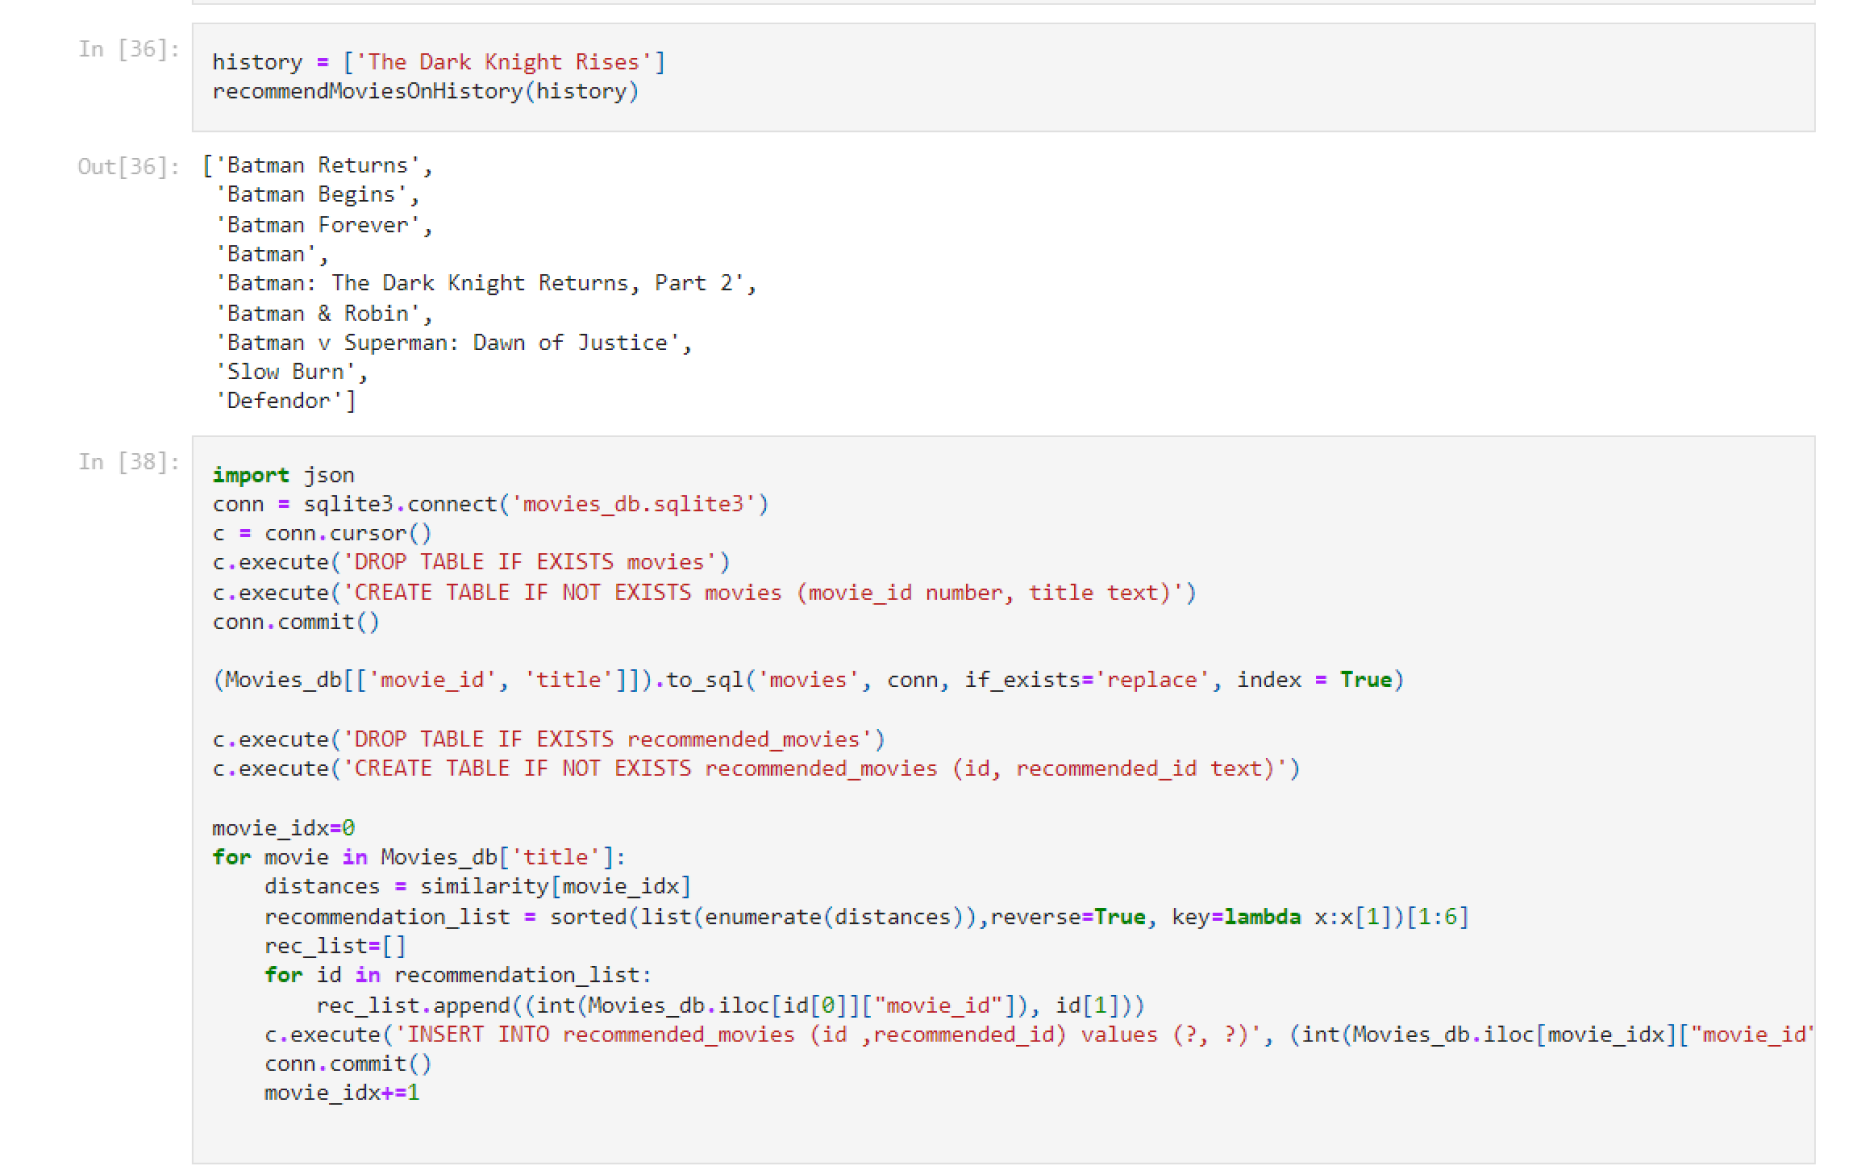 In [36]:
history = ['The Dark Knight Rises']
recommendMoviesOnHistory(history)
Out[36]: ['Batman Returns',
'Batman Begins',
'Batman Forever',
'Batman',
'Batman: The Dark Knight Returns, Part 2',
'Batman & Robin',
'Batman v Superman: Dawn of Justice',
'Slow Burn',
'Defendor']
In [38]:
import json
conn = sqlite3.connect('movies_db.sqlite3')
c = conn.cursor()
c.execute('DROP TABLE IF EXISTS movies')
c.execute('CREATE TABLE IF NOT EXISTS movies (movie_id number, title text)')
conn.commit()
(Movies_db[['movie_id', 'title']]).to_sql('movies', conn, if_exists='replace', index = True)
c.execute('DROP TABLE IF EXISTS recommended_movies')
c.execute('CREATE TABLE IF NOT EXISTS recommended_movies (id, recommended_id text)')
movie_idx=0
for movie in Movies_db['title']:
    distances = similarity[movie_idx]
    recommendation_list = sorted(list(enumerate(distances)),reverse=True, key=lambda x:x[1])[1:6]
    rec_list=[]
    for id in recommendation_list:
        rec_list.append((int(Movies_db.iloc[id[0]]["movie_id"]), id[1]))
    c.execute('INSERT INTO recommended_movies (id ,recommended_id) values (?, ?)', (int(Movies_db.iloc[movie_idx]["movie_id"
    conn.commit()
    movie_idx+=1